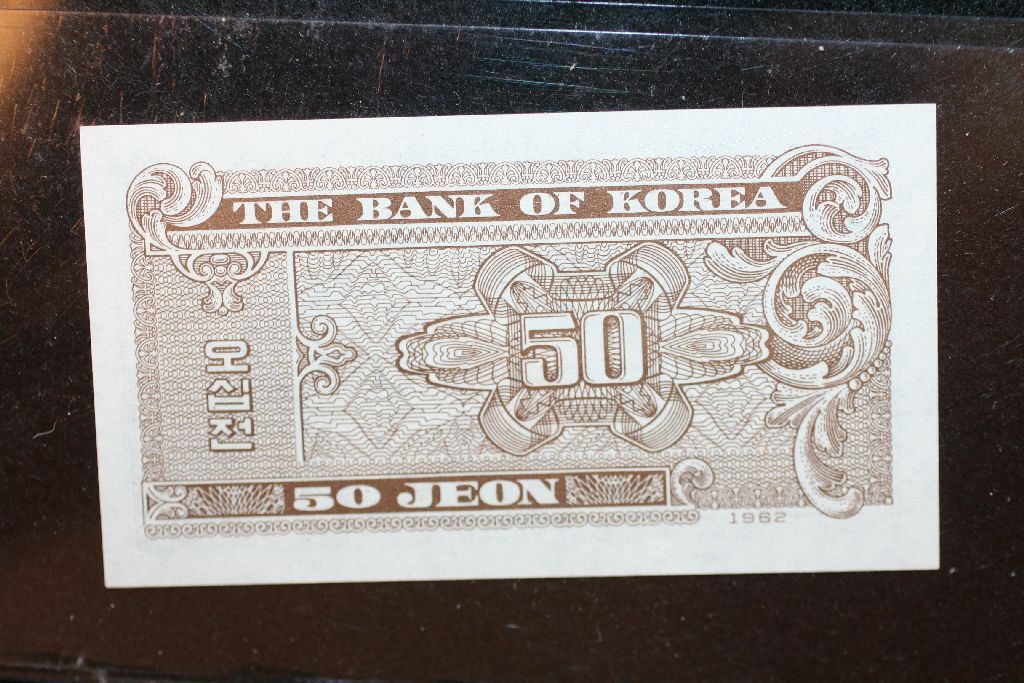 THE BANK OF KOREA
50
오십전
50 JEON
1962